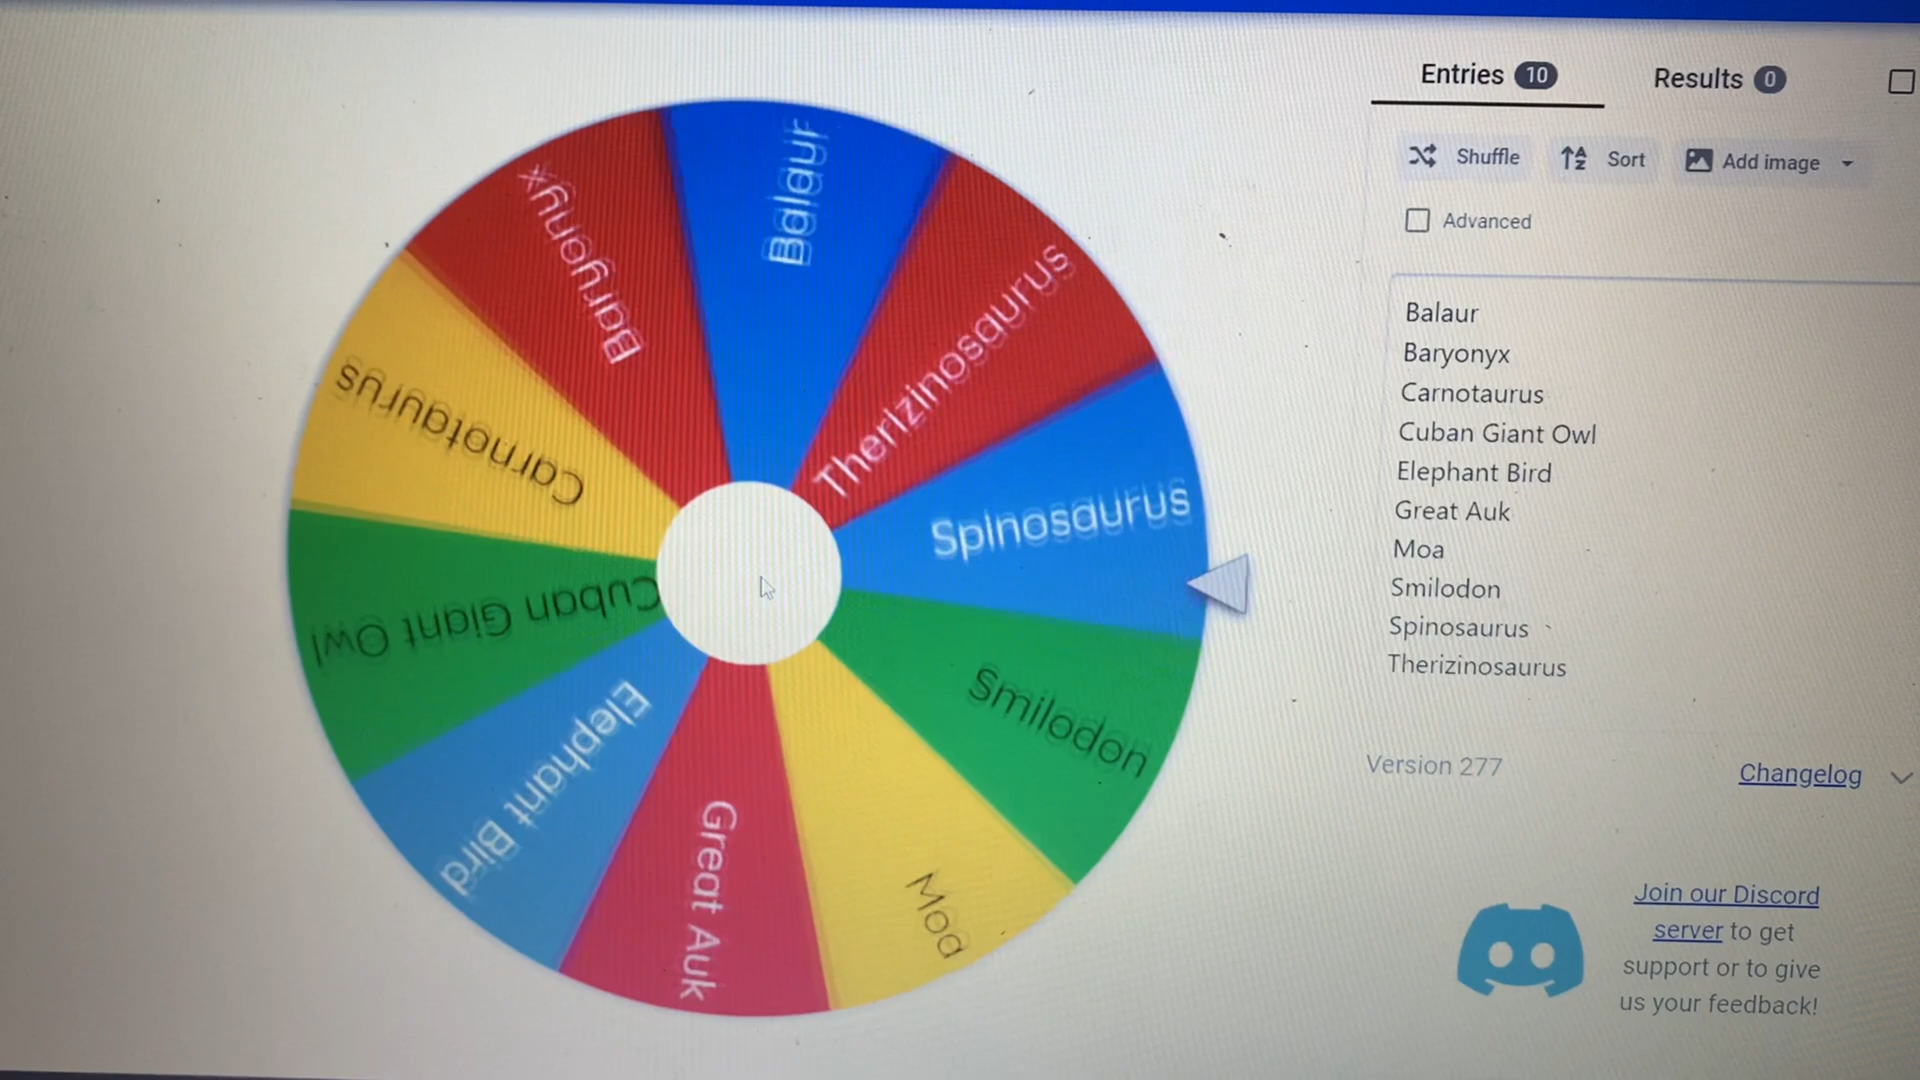 Entries 10
Results 0
Shuffle
Sort
Add image
Advanced
Balaur
Baryonyx
Carnotaurus
Cuban Giant Owl
Elephant Bird
Great Auk
Moa
Smilodon
Spinosaurus
Therizinosaurus
Version 277
Changelog
Join our Discord
server to get
support or to give
us your feedback!
Balaur
Therizinosaurus
Spinosaurus
Smilodon
Moa
Great Auk
Elephant Bird
Cuban Giant Owl
Carnotaurus
Baryonyx